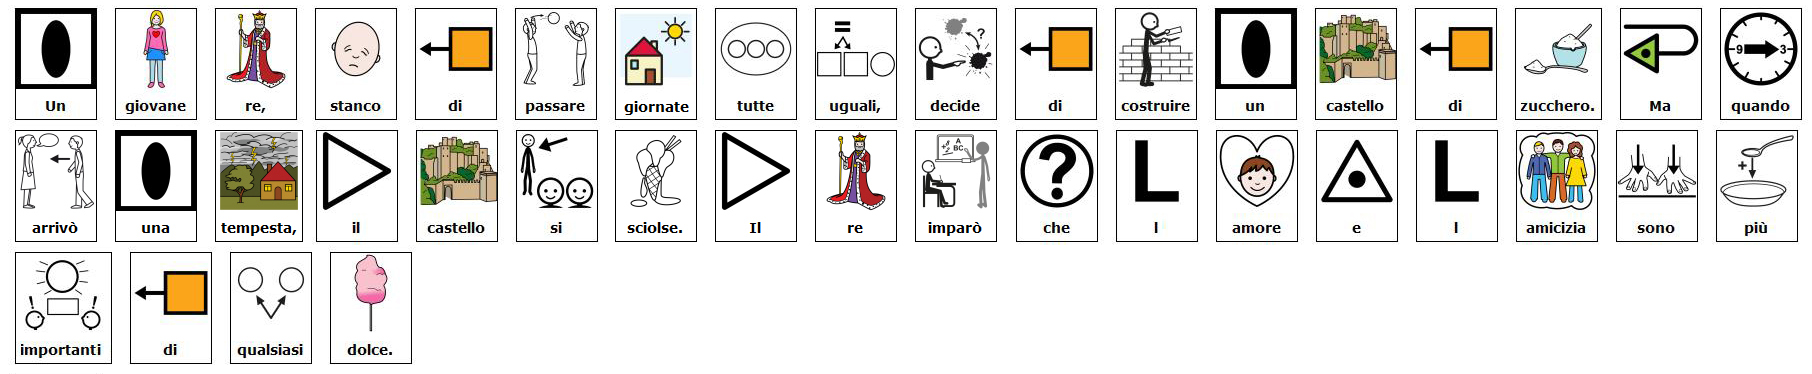 Un giovane re, stanco di passare giornate tutte uguali, decide di costruire un castello di zucchero. Ma quando
arrivò una tempesta, il castello si sciolse. Il re imparò che l amore e l amicizia sono più
importanti di qualsiasi dolce.